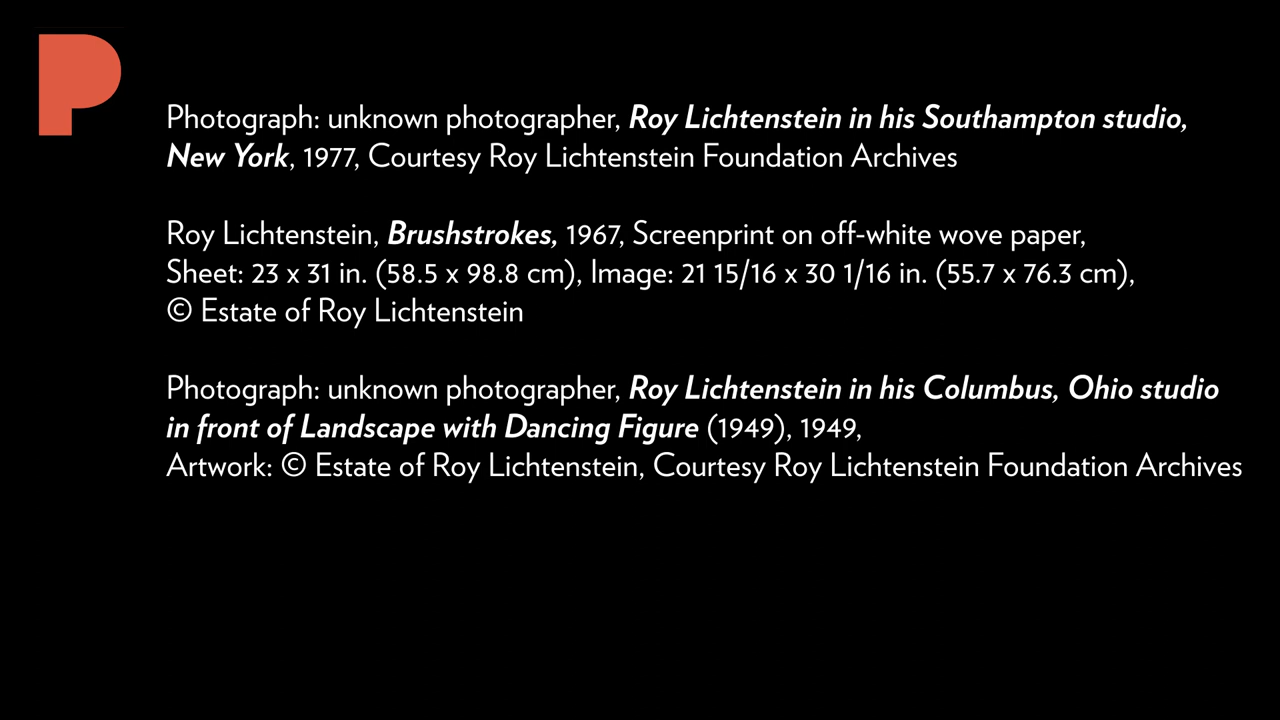 P
Photograph: unknown photographer, Roy Lichtenstein in his Southampton studio,
New York, 1977, Courtesy Roy Lichtenstein Foundation Archives
Roy Lichtenstein, Brushstrokes, 1967, Screenprint on off-white wove paper,
Sheet: 23 x 31 in. (58.5 x 98.8 cm), Image: 21 15/16 x 30 1/16 in. (55.7 x 76.3 cm),
© Estate of Roy Lichtenstein
Photograph: unknown photographer, Roy Lichtenstein in his Columbus, Ohio studio
in front of Landscape with Dancing Figure (1949), 1949,
Artwork: © Estate of Roy Lichtenstein, Courtesy Roy Lichtenstein Foundation Archives